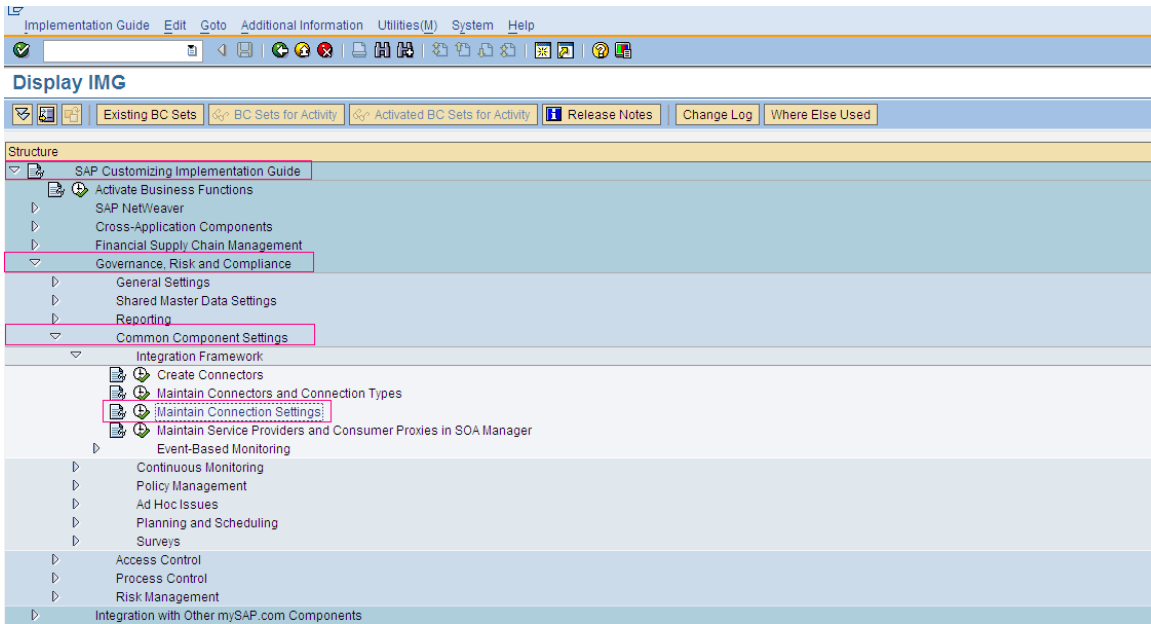 Implementation Guide Edit Goto Additional Information Utilities(M) System Help
Display IMG
Existing BC Sets BC Sets for Activity Activated BC Sets for Activity Release Notes Change Log Where Else Used
Structure
SAP Customizing Implementation Guide
Activate Business Functions
SAP NetWeaver
Cross-Application Components
Financial Supply Chain Management
Governance, Risk and Compliance
General Settings
Shared Master Data Settings
Reporting
Common Component Settings
Integration Framework
Create Connectors
Maintain Connectors and Connection Types
Maintain Connection Settings
Maintain Service Providers and Consumer Proxies in SOA Manager
Event-Based Monitoring
Continuous Monitoring
Policy Management
Ad Hoc Issues
Planning and Scheduling
Surveys
Access Control
Process Control
Risk Management
Integration with Other mySAP.com Components